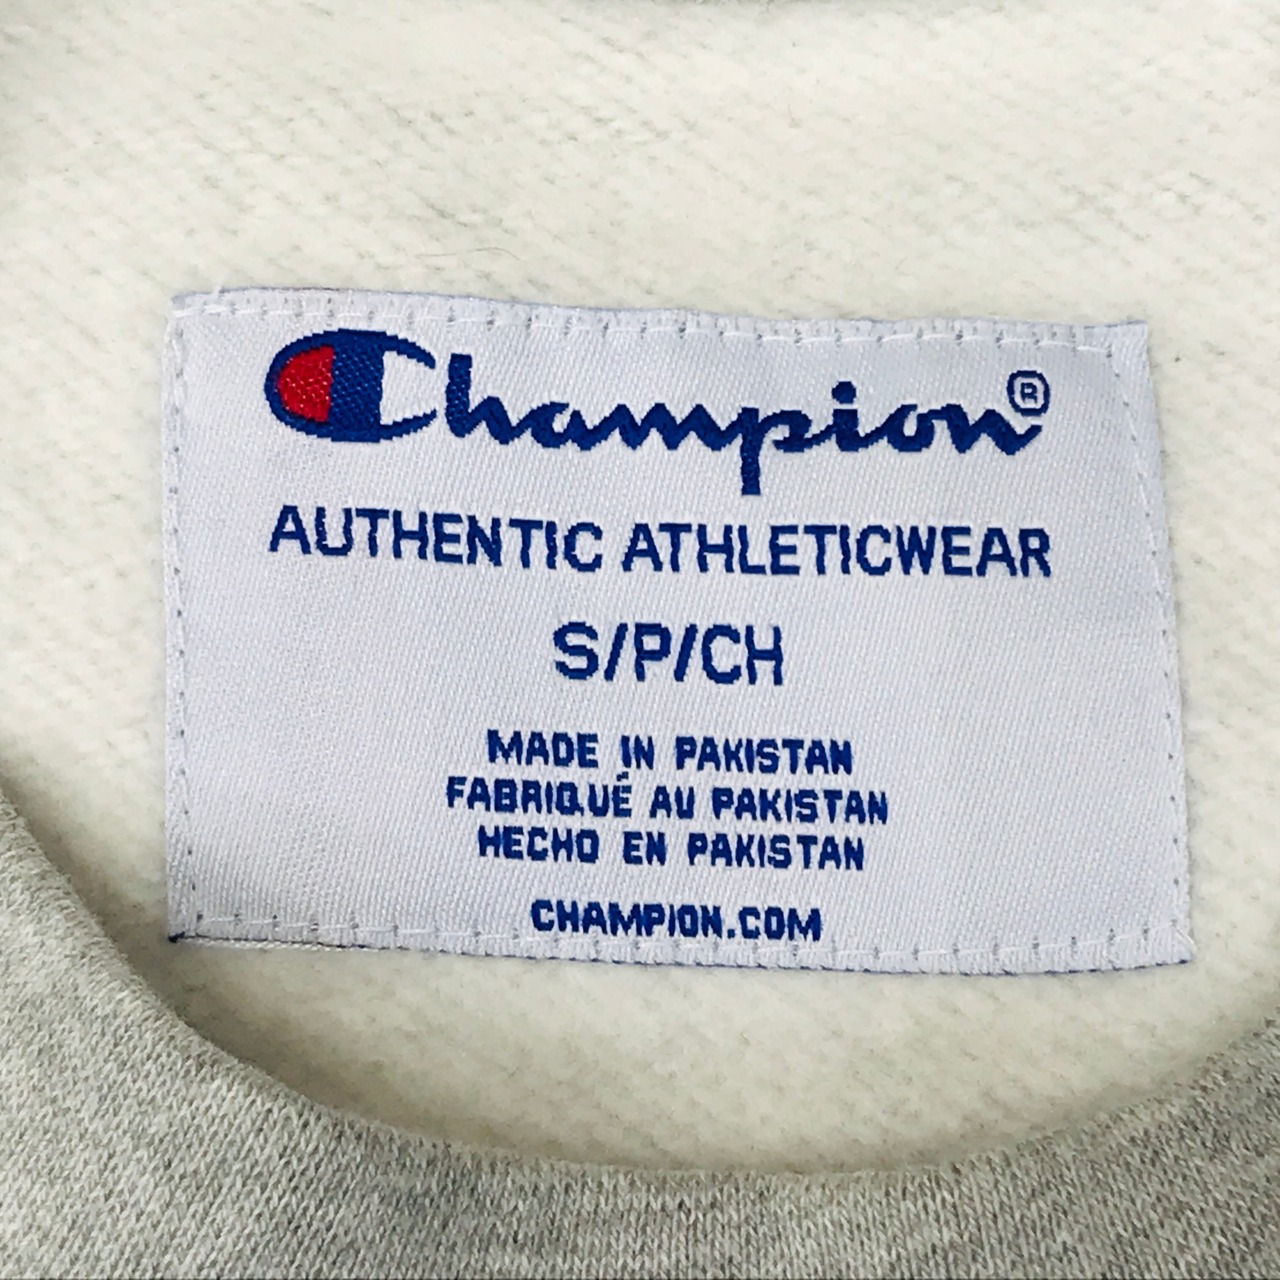 Champion®
AUTHENTIC ATHLETICWEAR
S/P/CH
MADE IN PAKISTAN
FABRIQUÉ AU PAKISTAN
HECHO EN PAKISTAN
CHAMPION.COM